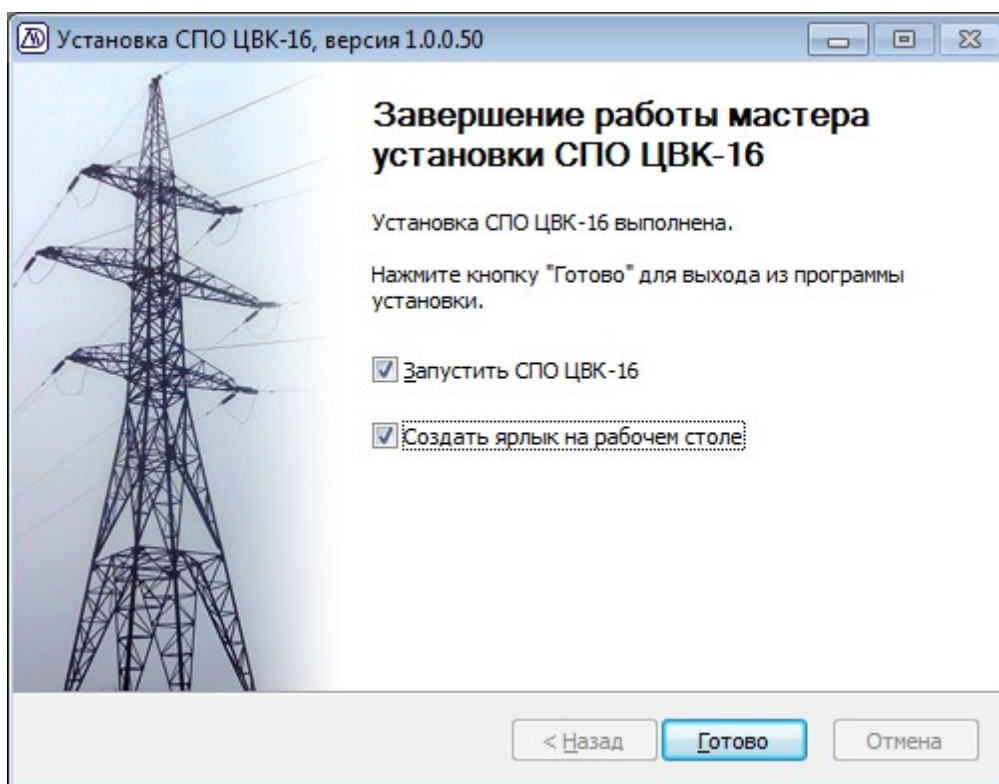 Установка СПО ЦВК-16, версия 1.0.0.50
Завершение работы мастера
установки СПО ЦВК-16
Установка СПО ЦВК-16 выполнена.
Нажмите кнопку "Готово" для выхода из программы
установки.
Запустить СПО ЦВК-16
Создать ярлык на рабочем столе
< Назад
Готово
Отмена